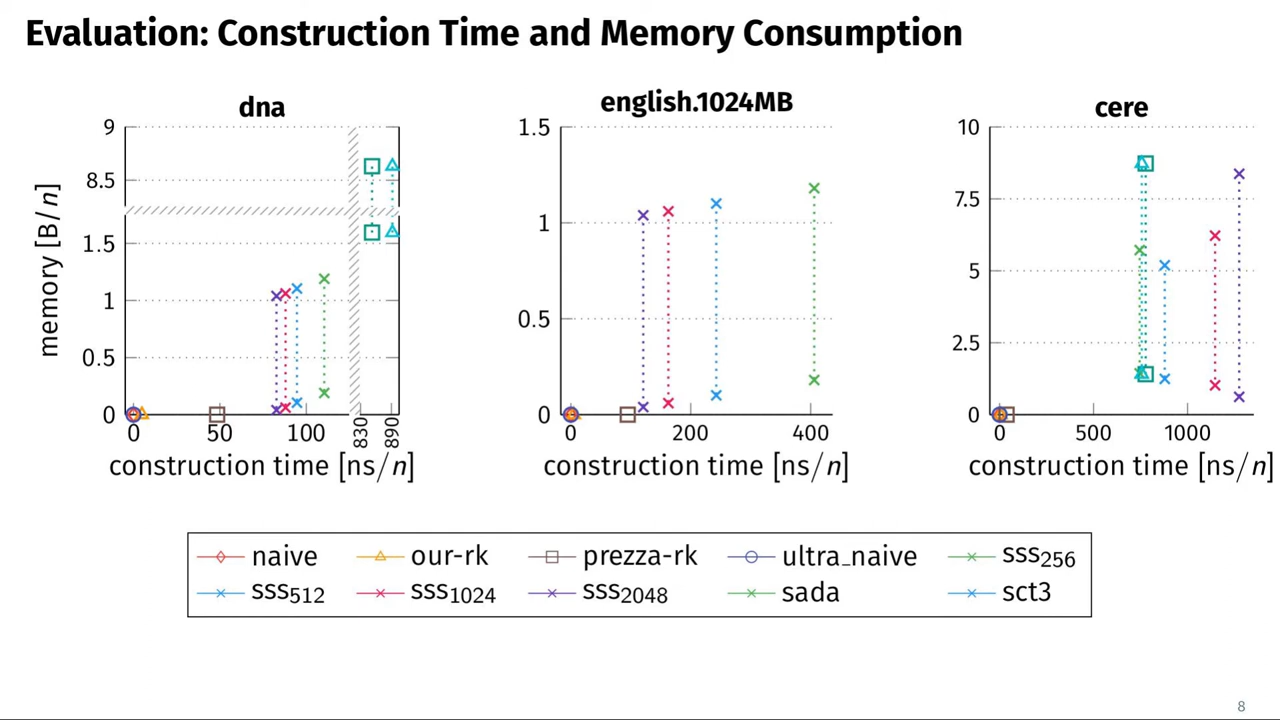 Evaluation: Construction Time and Memory Consumption
dna
memory [B/n]
9
8.5
1.5
1
0.5
0
0 50 100 830 890
construction time [ns/n]
english.1024MB
1.5
1
0.5
0
0 200 400
construction time [ns/n]
cere
10
7.5
5
2.5
0
0 500 1000
construction time [ns/n]
naive our-rk prezza-rk ultra_naive sss256
sss512 sss1024 sss2048 sada sct3
8